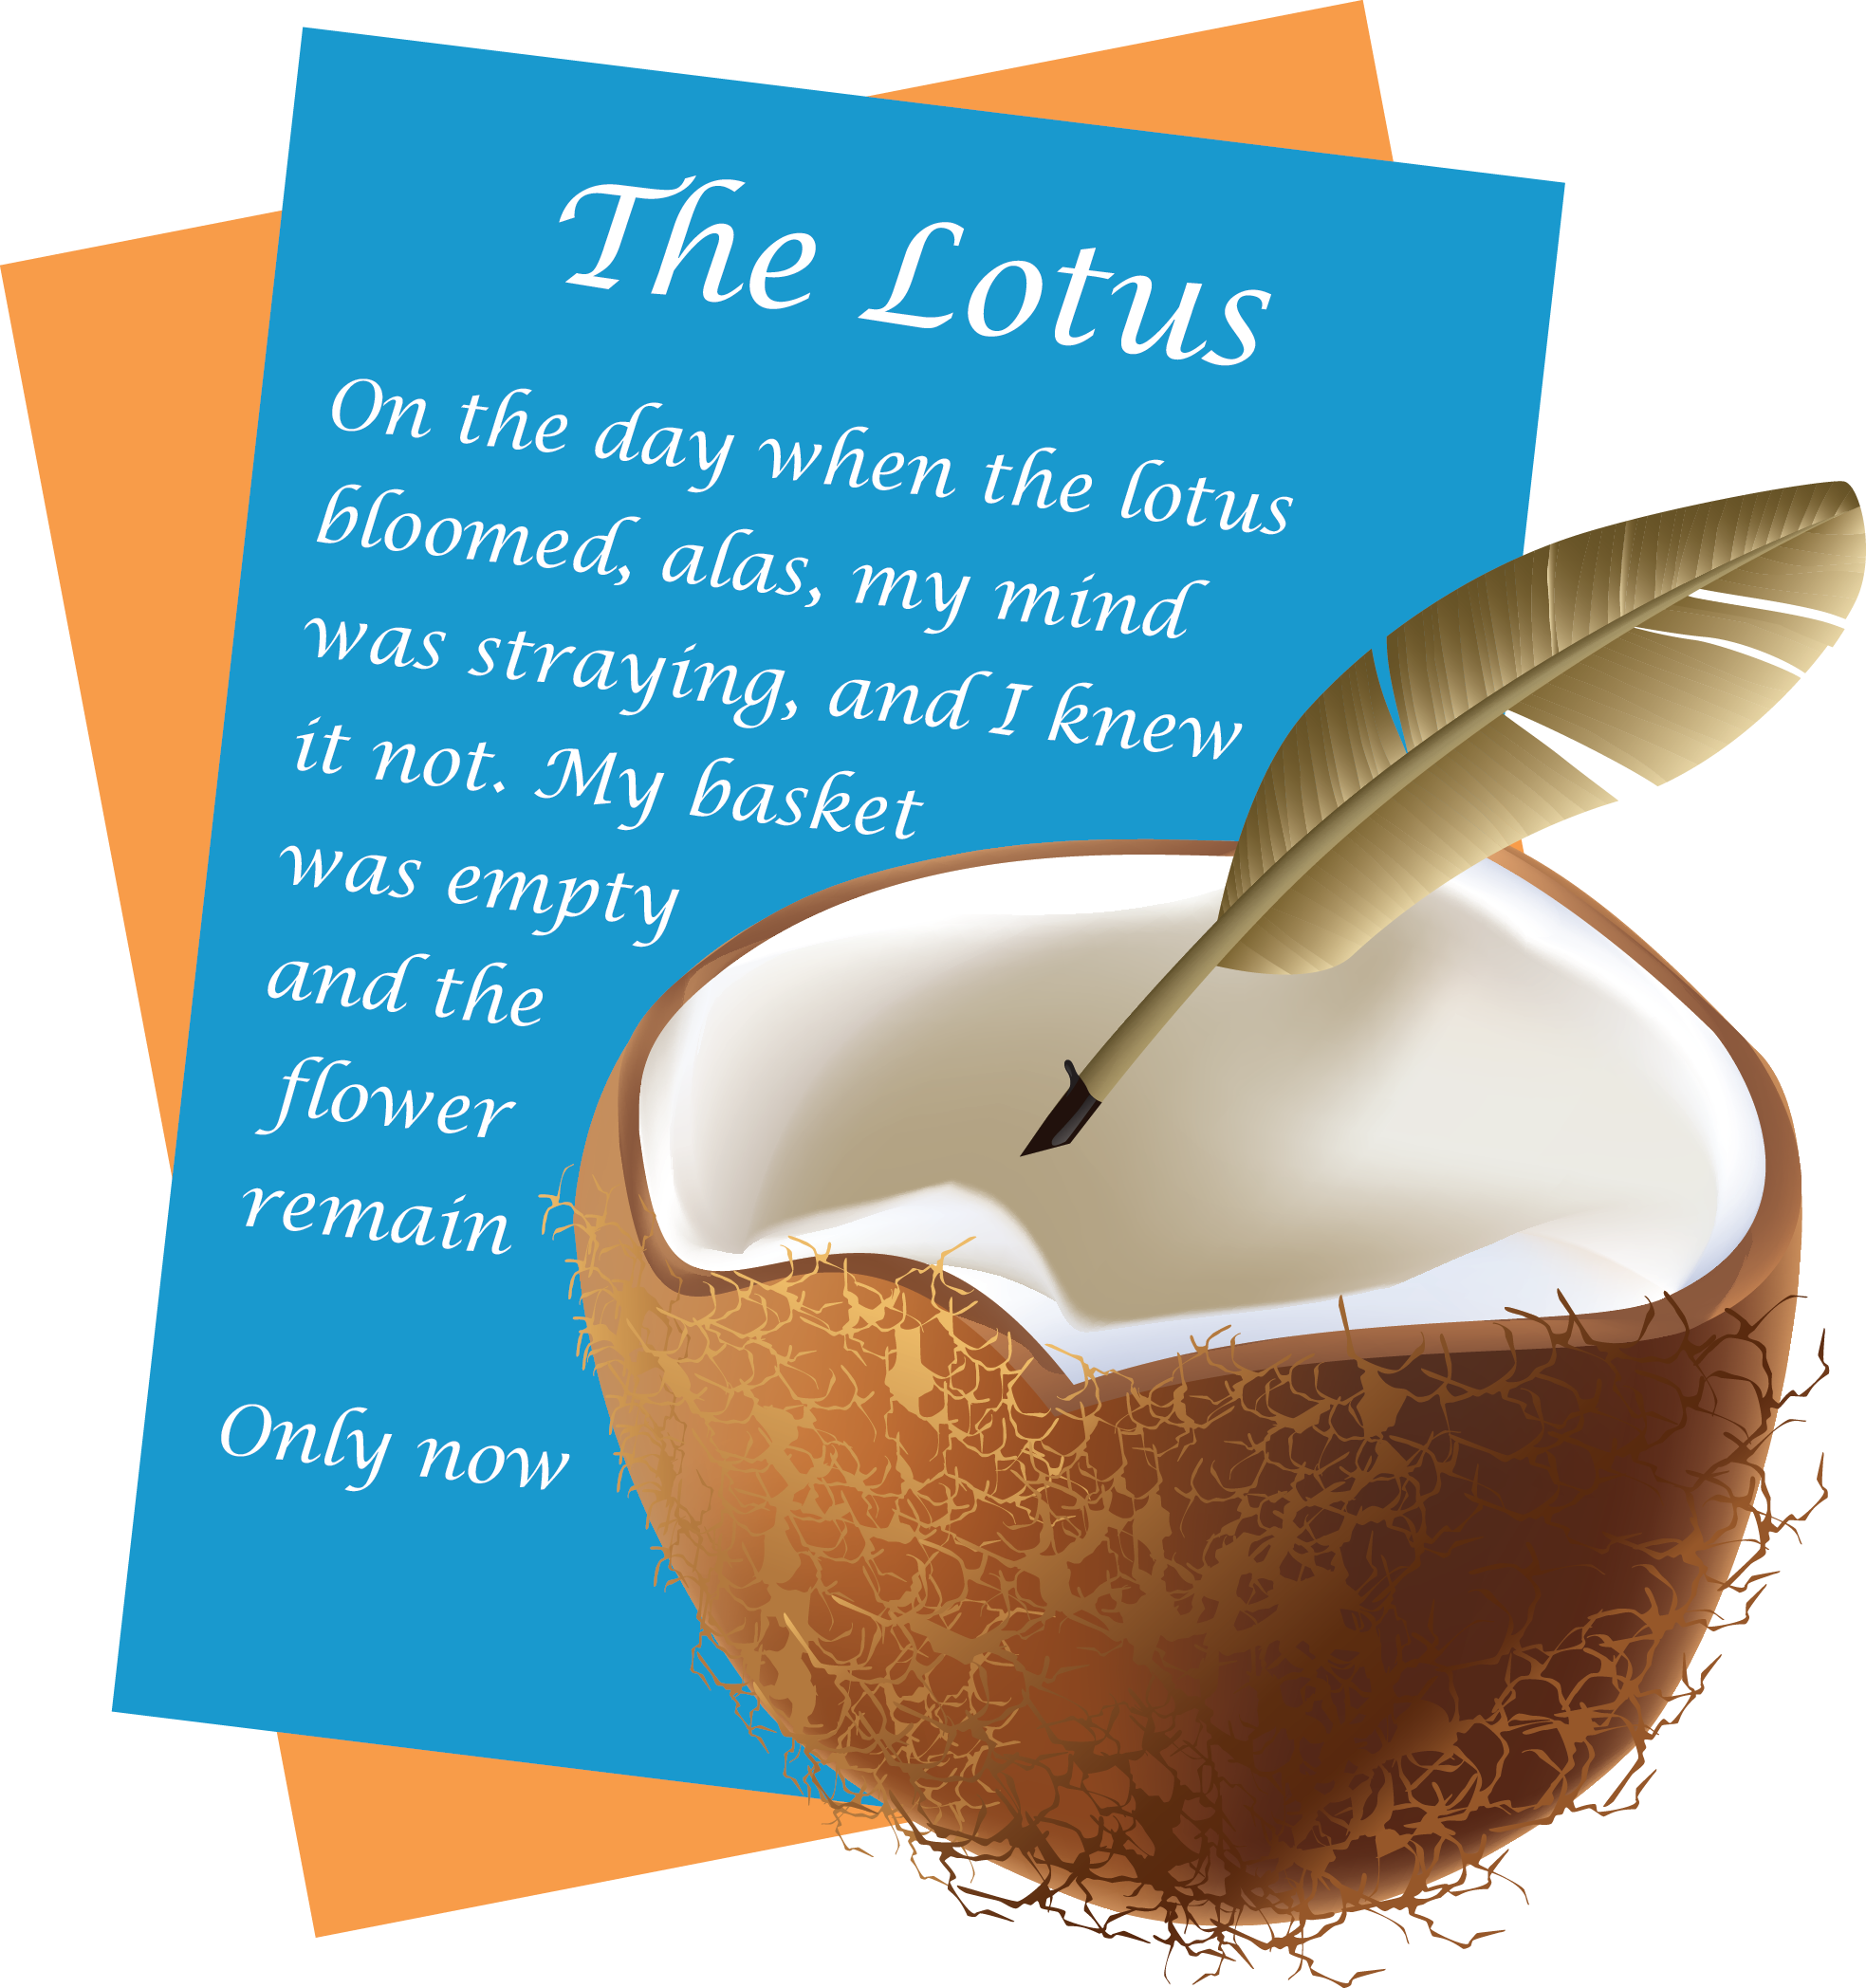 The Lotus
On the day when the lotus
bloomed, alas, my mind
was straying, and I knew
it not. My basket
was empty
and the
flower
remain
Only now